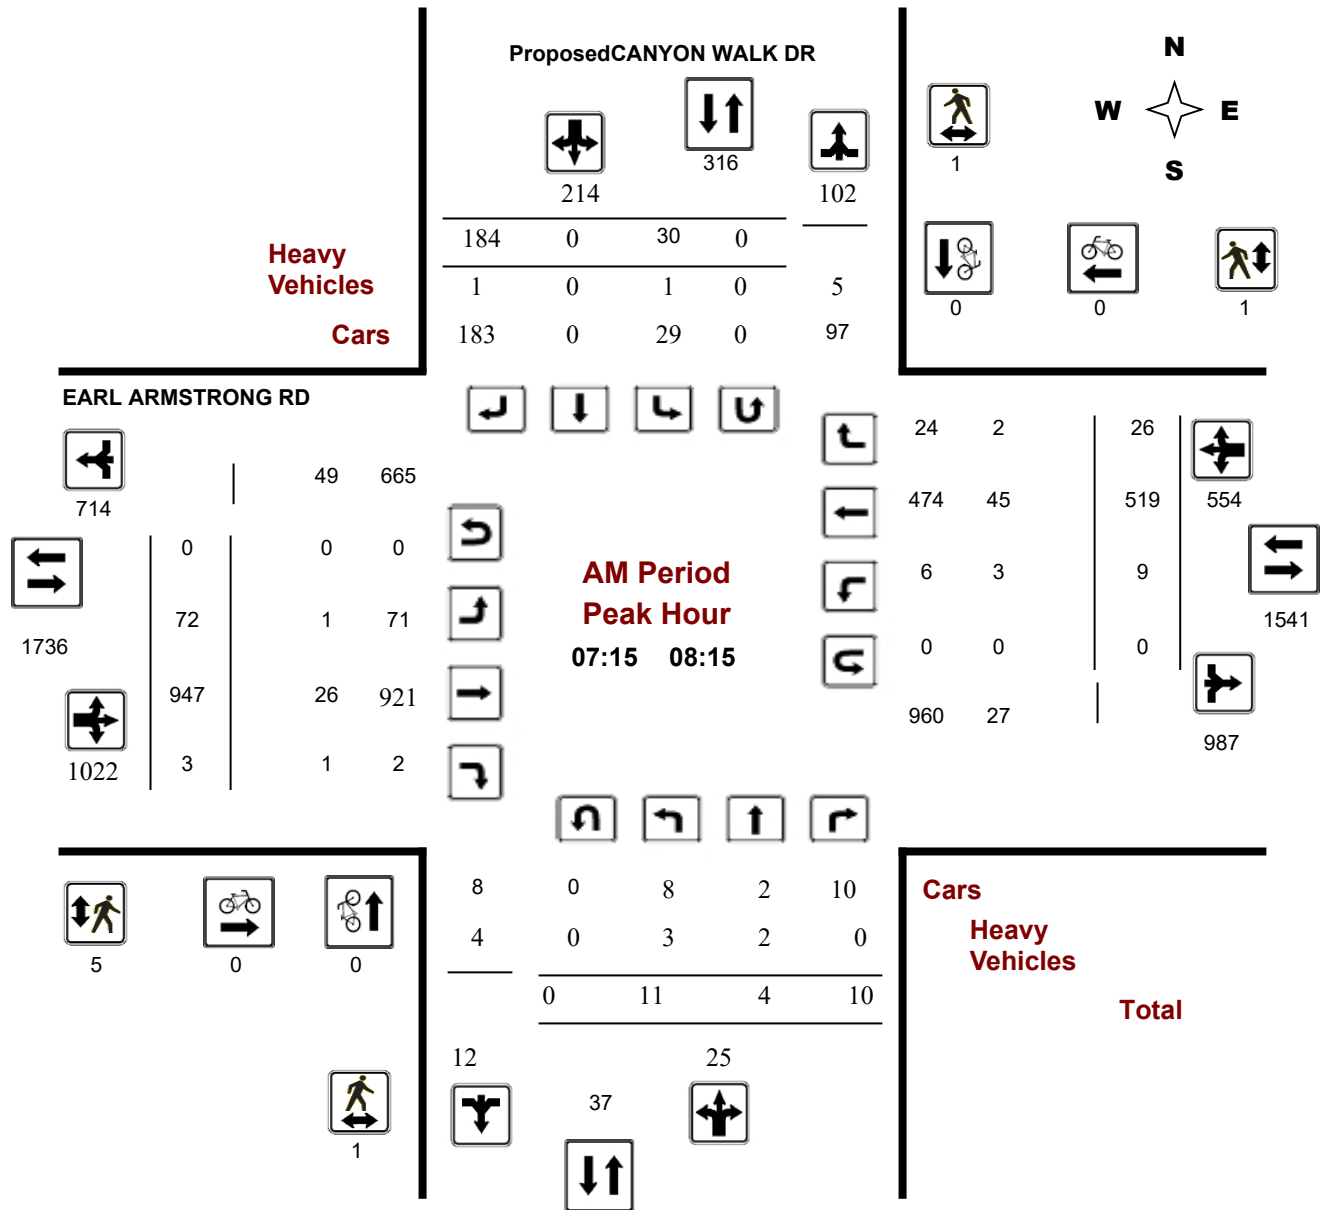 ProposedCANYON WALK DR
N
W E
S
316
1
214 102
184 0 30 0
Heavy
Vehicles
1 0 1 0 5
0 0 1
Cars
183 0 29 0 97
EARL ARMSTRONG RD
24 2 26
49 665
714
474 45 519 554
0 0 0
AM Period
6 3 9
Peak Hour
72 1 71
1541
1736
07:15 08:15
0 0 0
947 26 921
960 27
987
1022 3 1 2
8 0 8 2 10
Cars
4 0 3 2 0
Heavy
Vehicles
5 0 0
0 11 4 10
Total
12 25
37
1